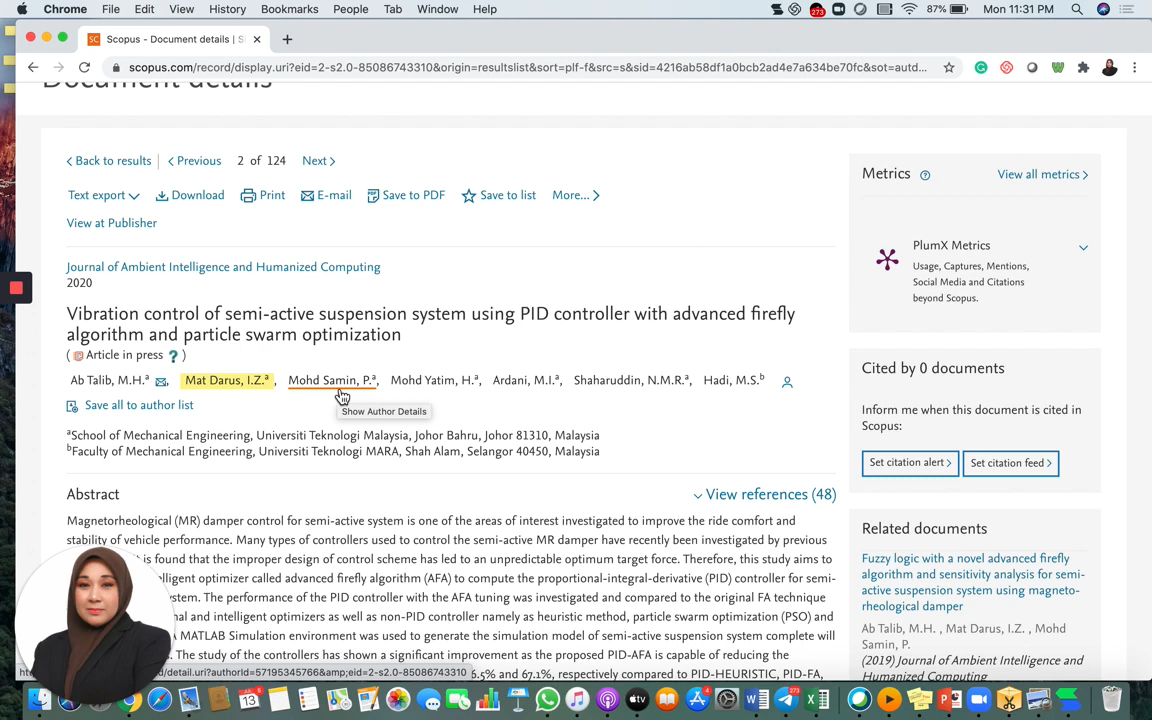 Chrome File Edit View History Bookmarks People Tab Window Help 273 87% Mon 11:31 PM
SC Scopus - Document details | S
scopus.com/record/display.uri?eid=2-s2.0-85086743310&origin=resultslist&sort=plf-f&src=s&sid=4216ab58df1a0bcb2ad4e7a634be70fc&sot=autd...
Document details
Back to results Previous 2 of 124 Next
Text export Download Print E-mail Save to PDF Save to list More...
View at Publisher
Journal of Ambient Intelligence and Humanized Computing
2020
Vibration control of semi-active suspension system using PID controller with advanced firefly
algorithm and particle swarm optimization
( Article in press ? )
Ab Talib, M.H.ᵃ , Mat Darus, I.Z.ᵃ , Mohd Samin, P.ᵃ, Mohd Yatim, H.ᵃ, Ardani, M.I.ᵃ, Shaharuddin, N.M.R.ᵃ, Hadi, M.S.ᵇ
Show Author Details
Save all to author list
ᵃSchool of Mechanical Engineering, Universiti Teknologi Malaysia, Johor Bahru, Johor 81310, Malaysia
ᵇFaculty of Mechanical Engineering, Universiti Teknologi MARA, Shah Alam, Selangor 40450, Malaysia
Abstract View references (48)
Magnetorheological (MR) damper control for semi-active system is one of the areas of interest investigated to improve the ride comfort and
stability of vehicle performance. Many types of controllers used to control the semi-active MR damper have recently been investigated by previous
is found that the improper design of control scheme has led to an unpredictable optimum target force. Therefore, this study aims to
optimizer called advanced firefly algorithm (AFA) to compute the proportional-integral-derivative (PID) controller for semi-
The performance of the PID controller with the AFA tuning was investigated and compared to the original FA technique
and intelligent optimizers as well as non-PID controller namely as heuristic method, particle swarm optimization (PSO) and
MATLAB Simulation environment was used to generate the simulation model of semi-active suspension system complete will
The study of the controllers has shown a significant improvement as the proposed PID-AFA is capable of reducing the
detail.uri?authorId=57195345766&amp;eid=2-s2.0-85086743310
and 67.1%, respectively compared to PID-HEURISTIC, PID-FA,
Metrics ? View all metrics
PlumX Metrics
Usage, Captures, Mentions,
Social Media and Citations
beyond Scopus.
Cited by 0 documents
Inform me when this document is cited in
Scopus:
Set citation alert Set citation feed
Related documents
Fuzzy logic with a novel advanced firefly
algorithm and sensitivity analysis for semi-
active suspension system using magneto-
rheological damper
Ab Talib, M.H. , Mat Darus, I.Z. , Mohd
Samin, P.
(2019) Journal of Ambient Intelligence and
Humanized Computing